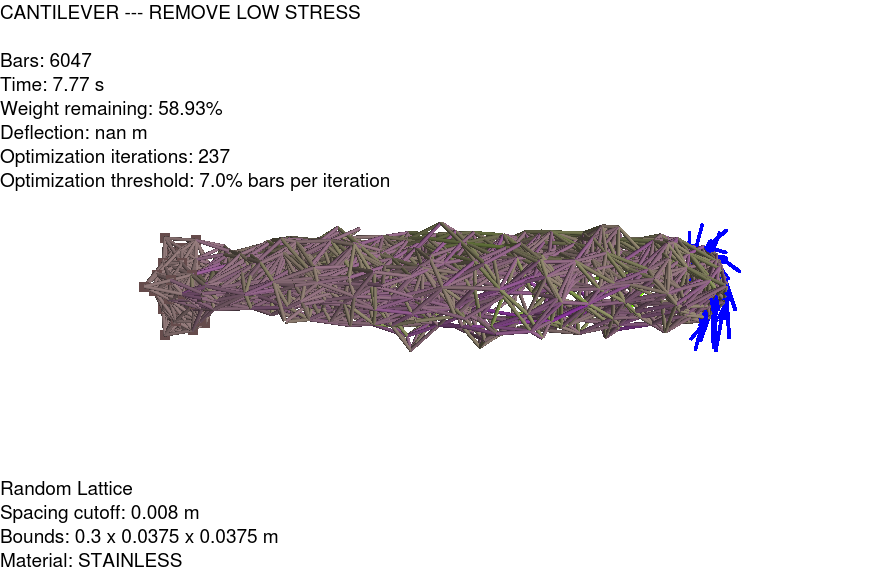 CANTILEVER --- REMOVE LOW STRESS
Bars: 6047
Time: 7.77 s
Weight remaining: 58.93%
Deflection: nan m
Optimization iterations: 237
Optimization threshold: 7.0% bars per iteration
Random Lattice
Spacing cutoff: 0.008 m
Bounds: 0.3 x 0.0375 x 0.0375 m
Material: STAINLESS